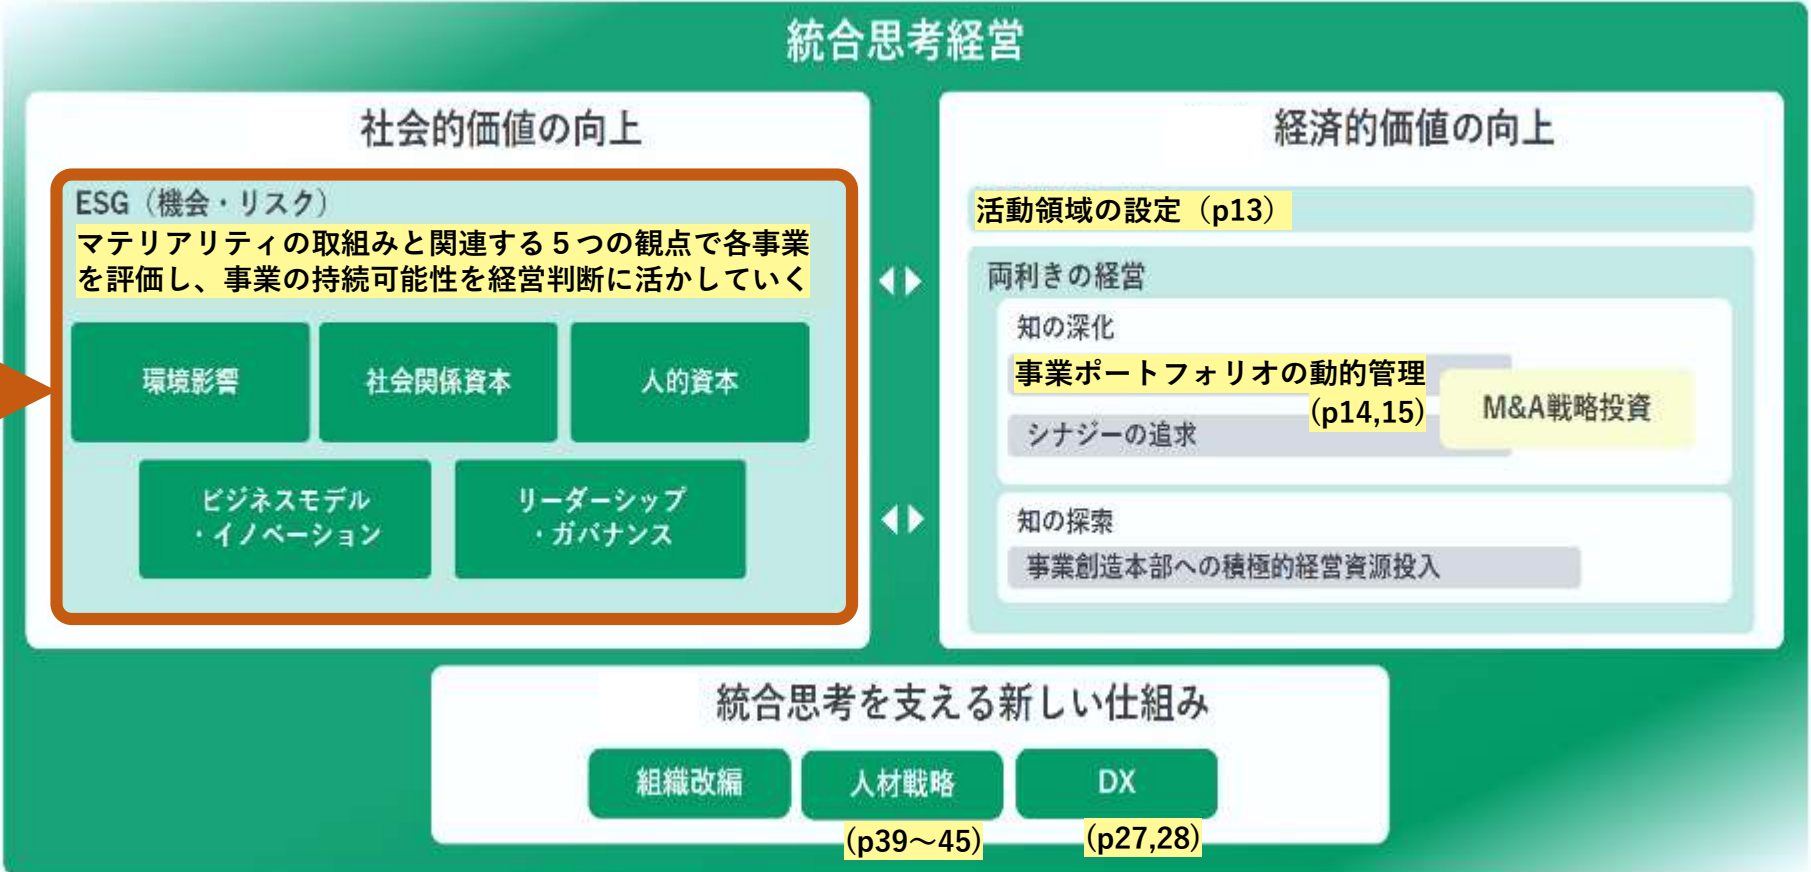 統合思考経営
社会的価値の向上
ESG（機会・リスク）
マテリアリティの取組みと関連する５つの観点で各事業
を評価し、事業の持続可能性を経営判断に活かしていく
環境影響
社会関係資本
人的資本
ビジネスモデル
・イノベーション
リーダーシップ
・ガバナンス
経済的価値の向上
活動領域の設定（p13）
両利きの経営
知の深化
事業ポートフォリオの動的管理
(p14,15)
シナジーの追求
M&A戦略投資
知の探索
事業創造本部への積極的経営資源投入
統合思考を支える新しい仕組み
組織改編
人材戦略
(p39～45)
DX
(p27,28)